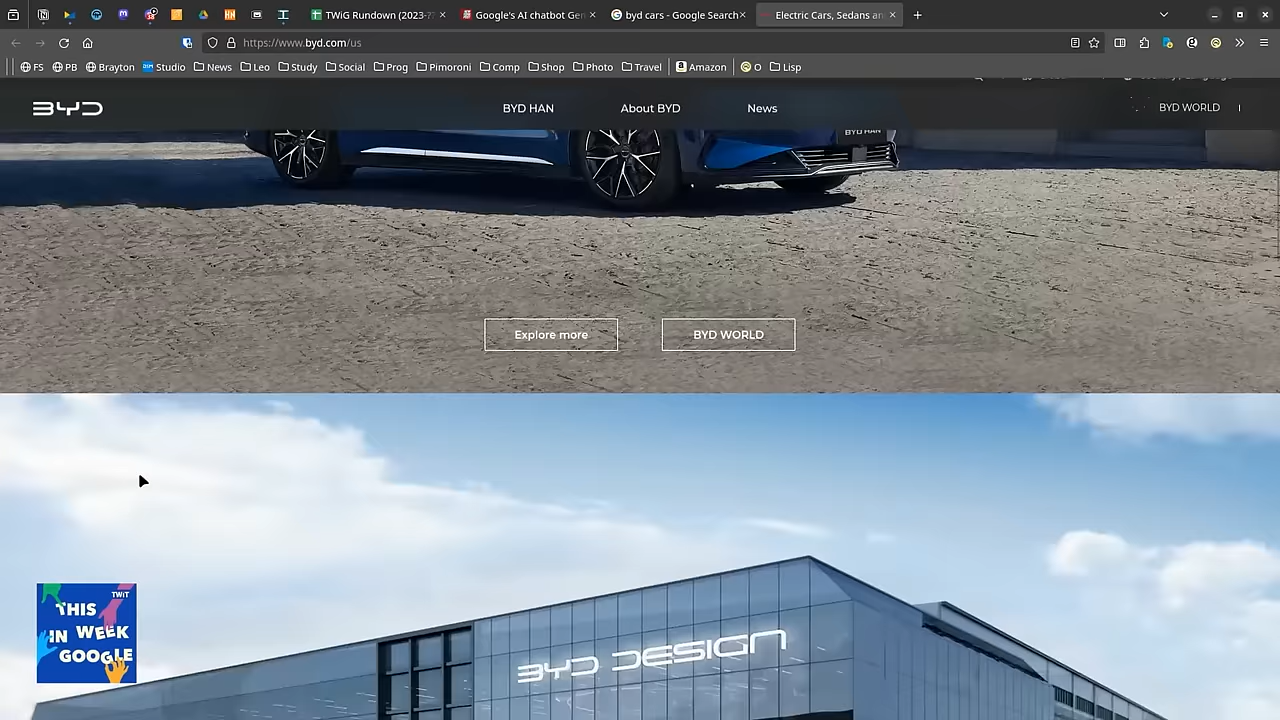 TWiG Rundown (2023-?
Google's AI chatbot Gen
byd cars - Google Search
Electric Cars, Sedans an
https://www.byd.com/us
FS
PB
Brayton
Studio
News
Leo
Study
Social
Prog
Pimoroni
Comp
Shop
Photo
Travel
Amazon
O
Lisp
BYD
BYD HAN
About BYD
News
BYD WORLD
BYD HAN
Explore more
BYD WORLD
BYD DESIGN
TWiT
THIS
IN WEEK
GOOGLE